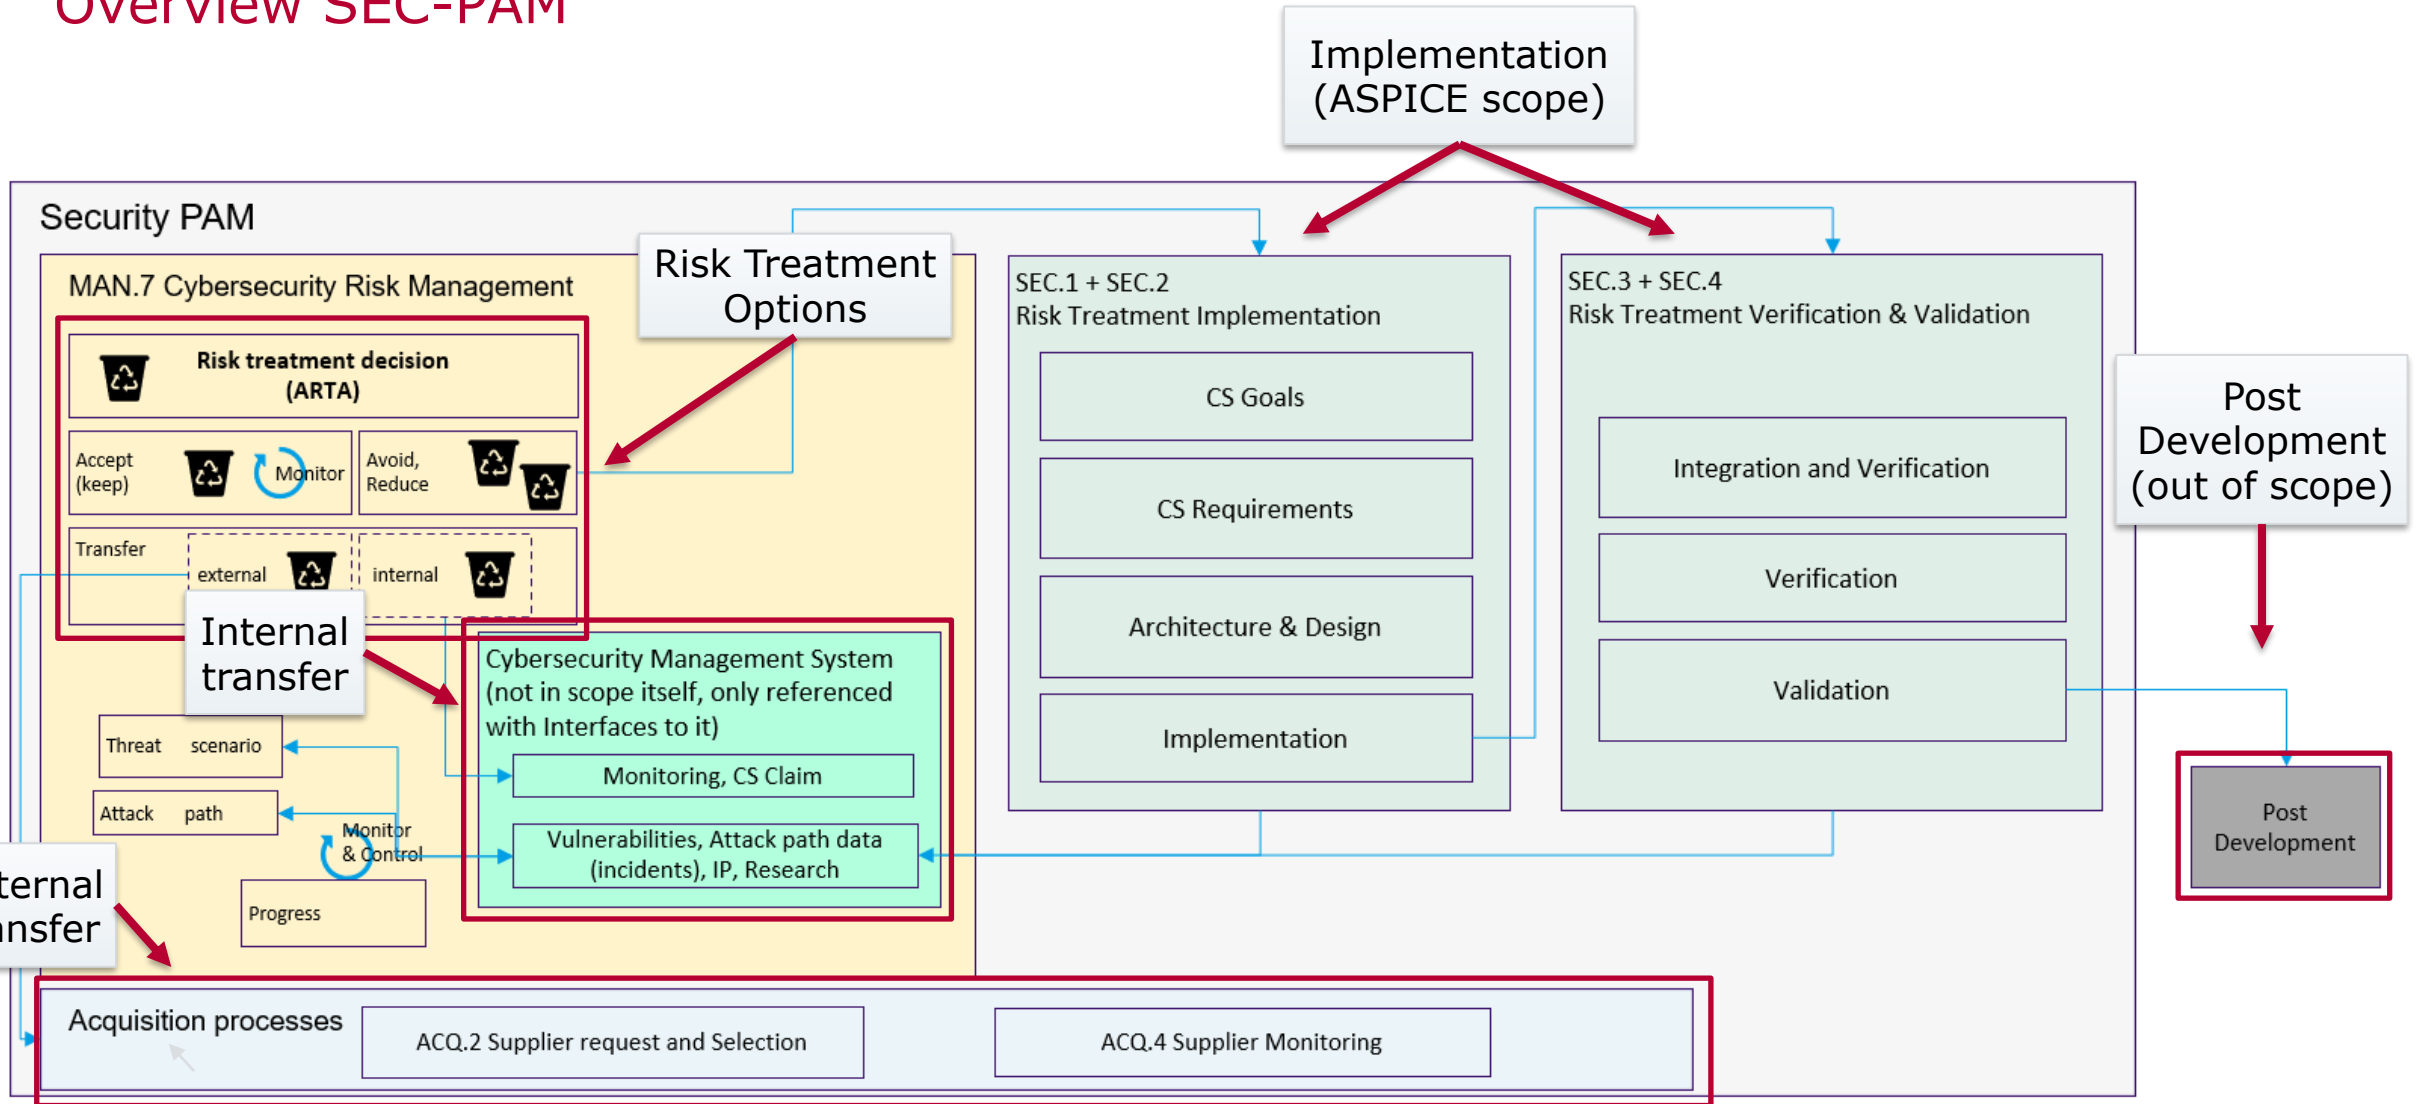 Overview SEC-PAM
Implementation
(ASPICE scope)
Security PAM
MAN.7 Cybersecurity Risk Management
Risk Treatment
Options
Risk treatment decision
(ARTA)
Accept
(keep)
Monitor
Avoid,
Reduce
Transfer
external
internal
Internal
transfer
Cybersecurity Management System
(not in scope itself, only referenced
with Interfaces to it)
Monitoring, CS Claim
Vulnerabilities, Attack path data
(incidents), IP, Research
Threat scenario
Attack path
Monitor
& Control
Progress
ternal
ansfer
SEC.1 + SEC.2
Risk Treatment Implementation
CS Goals
CS Requirements
Architecture & Design
Implementation
SEC.3 + SEC.4
Risk Treatment Verification & Validation
Integration and Verification
Verification
Validation
Post
Development
(out of scope)
Post
Development
Acquisition processes
ACQ.2 Supplier request and Selection
ACQ.4 Supplier Monitoring